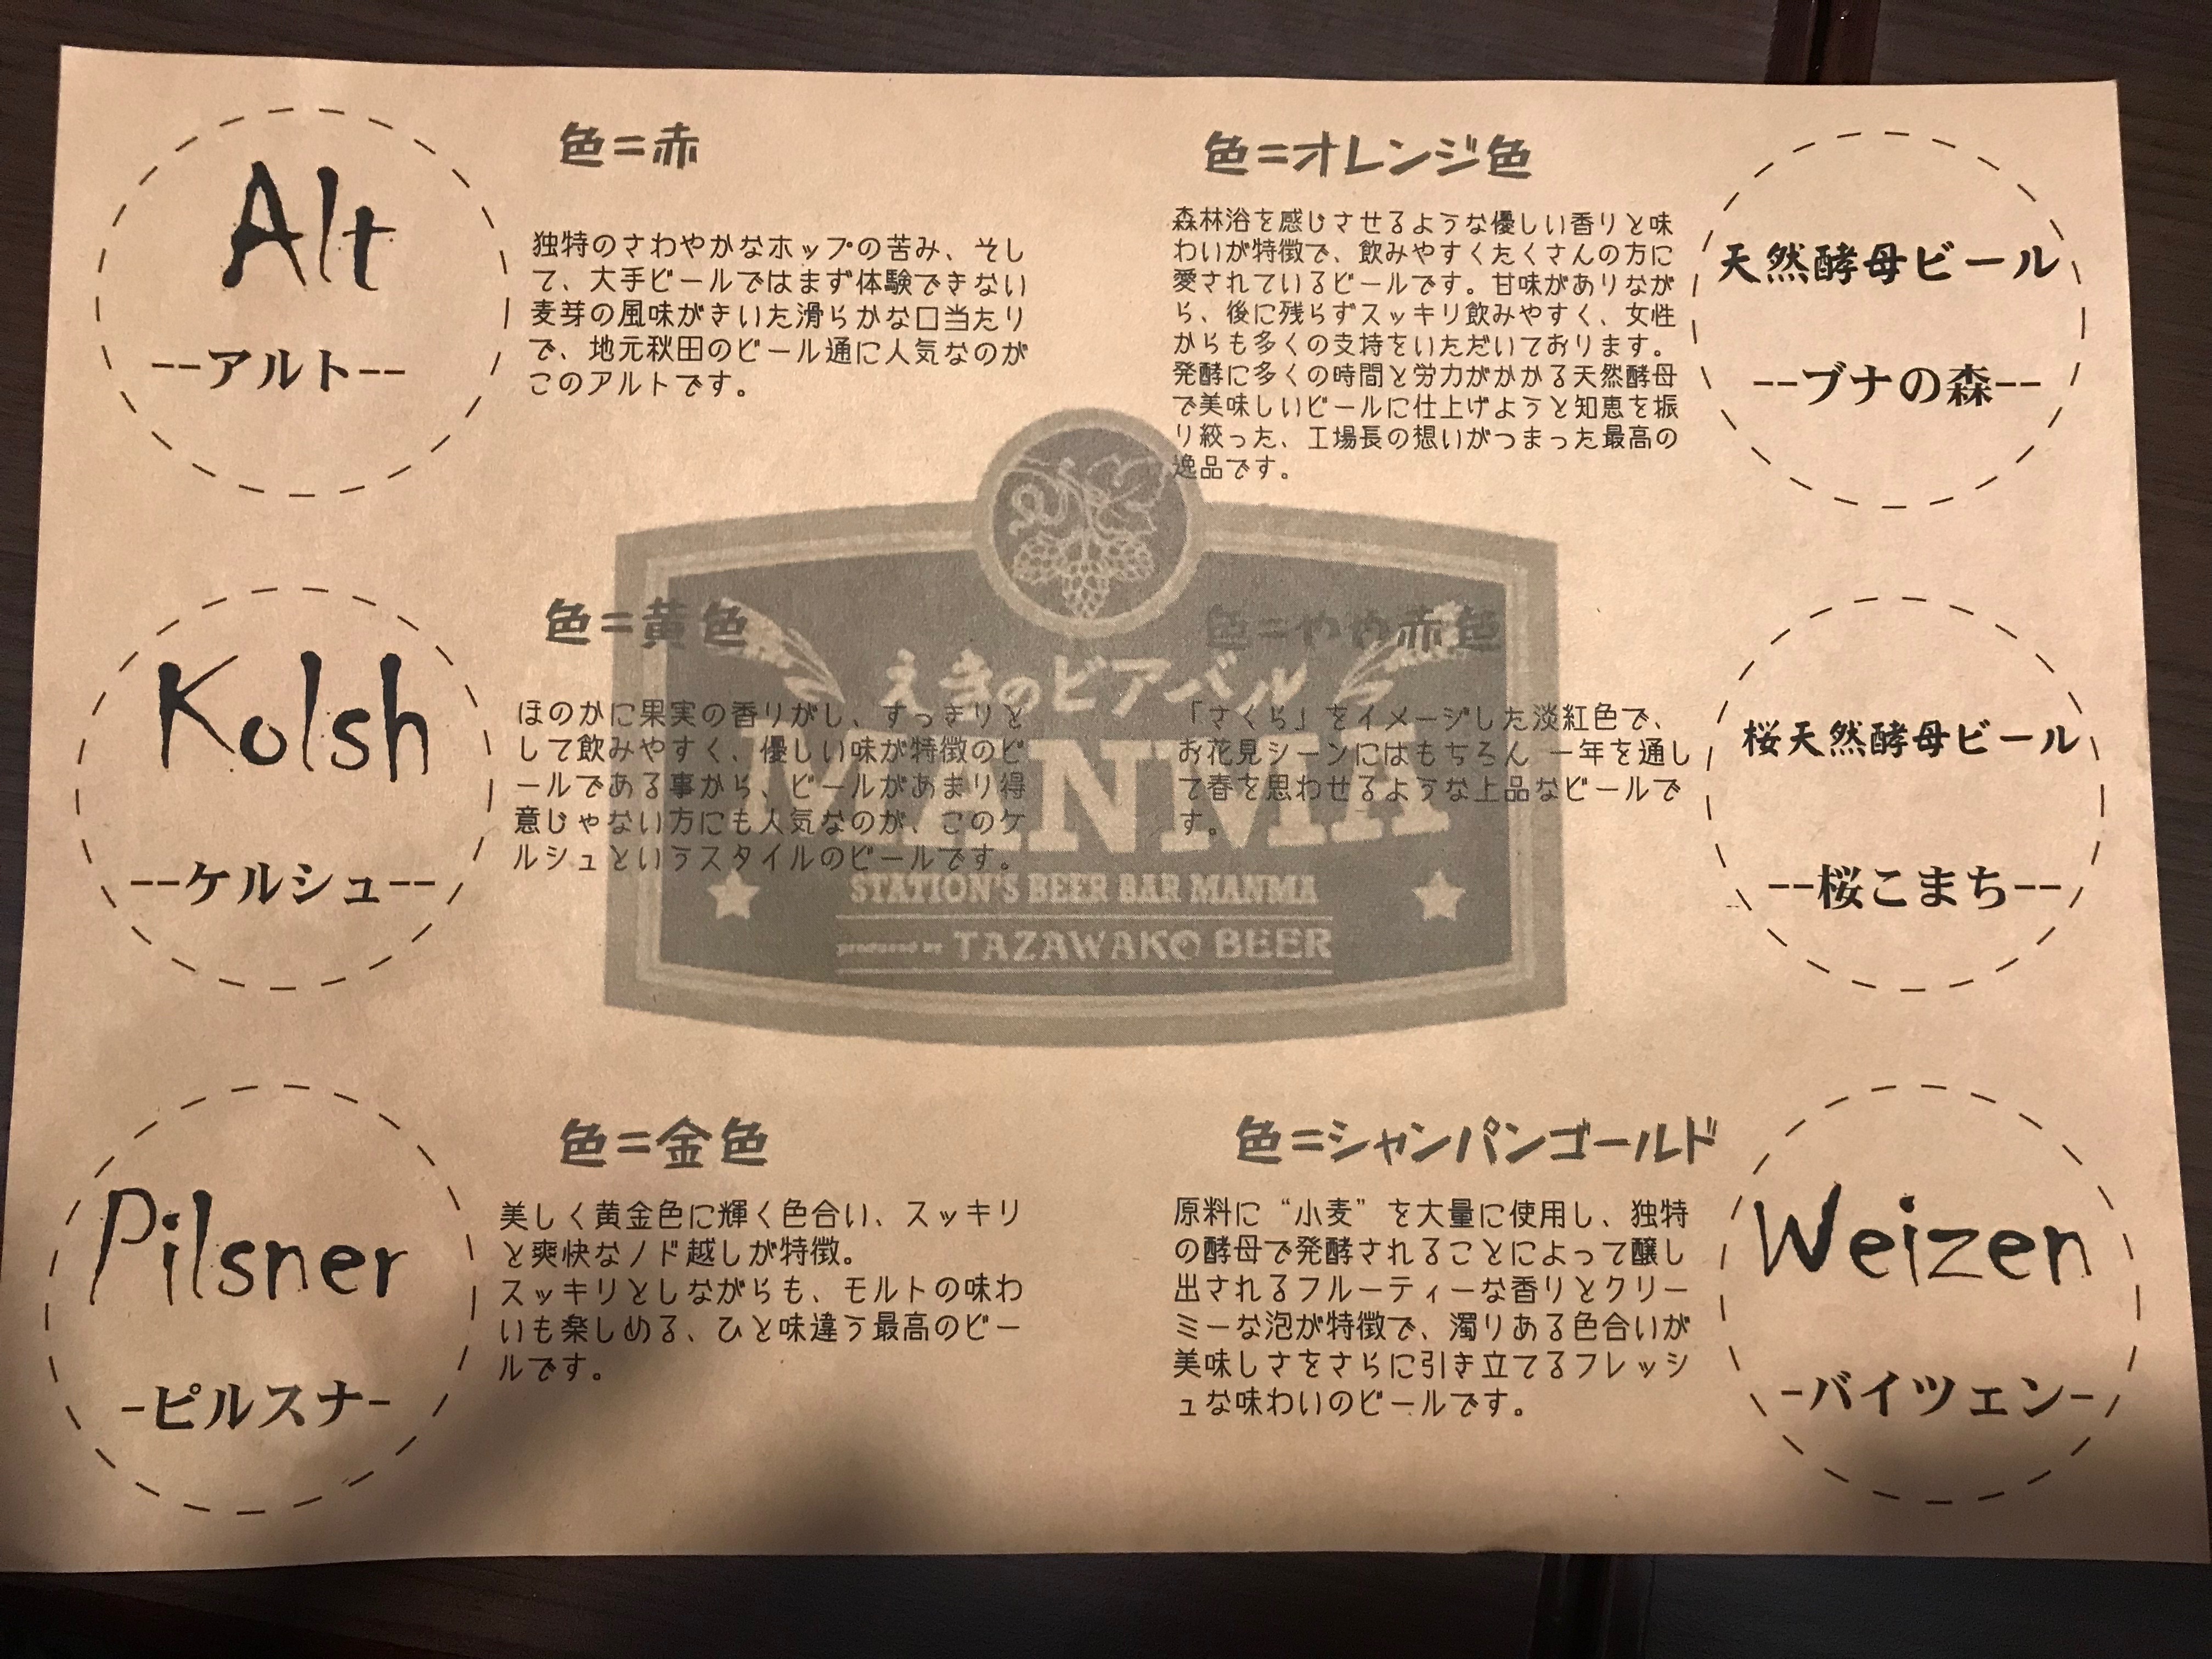 Alt
--アルト--
色=赤
独特のさわやかなホップの苦み、そし
て、大手ビールではまず体験できない
麦芽の風味がきいた滑らかな口当たり
で、地元秋田のビール通に人気なのが
このアルトです。
色=オレンジ色
森林浴を感じさせるような優しい香りと味
わいが特徴で、飲みやすくたくさんの方に
愛されているビールです。甘味がありなが
ら、後に残らずスッキリ飲みやすく、女性
からも多くの支持をいただいております。
発酵に多くの時間と労力がかかる天然酵母
で美味しいビールに仕上げようと知恵を振
り絞った、工場長の想いがつまった最高の
逸品です。
天然酵母ビール
--ブナの森--
Kolsh
--ケルシュ--
色=黄色
ほのかに果実の香りがし、すっきりと
して飲みやすく、優しい味が特徴のビ
ールである事から、ビールがあまり得
意じゃない方にも人気なのが、このケ
ルシュというスタイルのビールです。
色=やや赤色
「さくら」をイメージした淡紅色で、
お花見シーンにはもちろん 一年を通し
て春を思わせるような上品なビールで
す。
桜天然酵母ビール
--桜こまち--
えきのビアバル
MANMA
STATION'S BEER BAR MANMA
produced by TAZAWAKO BEER
Pilsner
-ピルスナ-
色=金色
美しく黄金色に輝く色合い、スッキリ
と爽快なノド越しが特徴。
スッキリとしながらも、モルトの味わ
いも楽しめる、ひと味違う最高のビー
ルです。
色=シャンパンゴールド
原料に“小麦”を大量に使用し、独特
の酵母で発酵されることによって醸し
出されるフルーティーな香りとクリー
ミーな泡が特徴で、濁りある色合いが
美味しさをさらに引き立てるフレッシ
ュな味わいのビールです。
Weizen
-バイツェン-